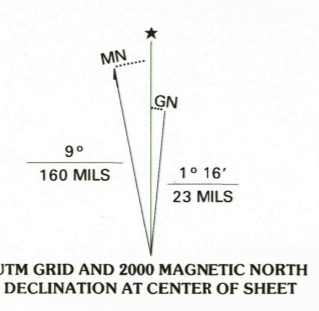 ★
MN
GN
9°
160 MILS
1° 16′
23 MILS
UTM GRID AND 2000 MAGNETIC NORTH
DECLINATION AT CENTER OF SHEET